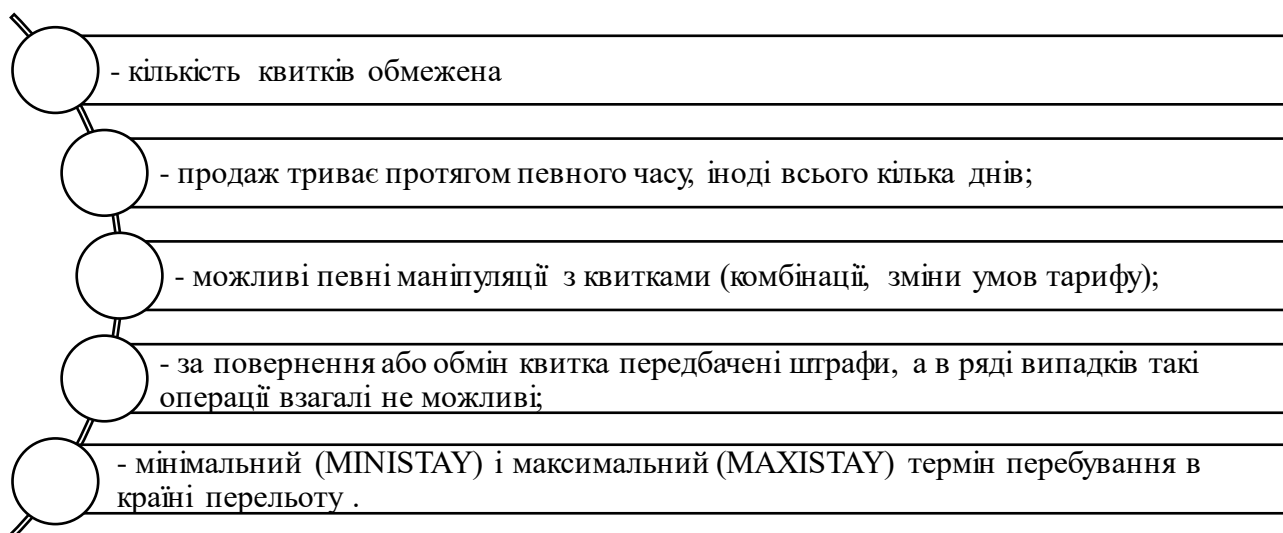 - кількість квитків обмежена
- продаж триває протягом певного часу, іноді всього кілька днів;
- можливі певні маніпуляції з квитками (комбінації, зміни умов тарифу);
- за повернення або обмін квитка передбачені штрафи, а в ряді випадків такі
операції взагалі не можливі;
- мінімальний (MINISTAY) і максимальний (MAXISTAY) термін перебування в
країні перельоту .